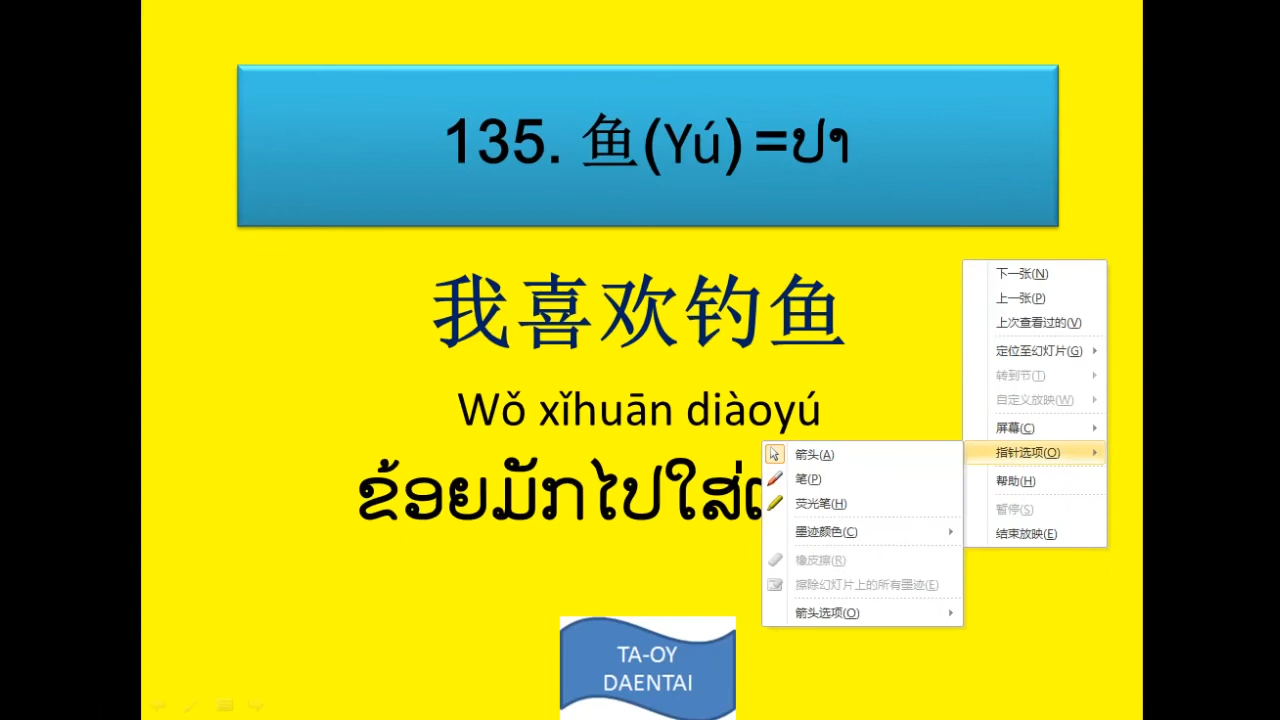 135. 鱼(Yú) =ປາ
我喜欢钓鱼
Wǒ xǐhuān diàoyú
ຂ້ອຍມັກໄປໃສ່
下一张(N)
上一张(P)
上次查看过的(V)
定位至幻灯片(G)
转到节(T)
自定义放映(W)
屏幕(C)
指针选项(O)
帮助(H)
暂停(S)
结束放映(E)
箭头(A)
笔(P)
荧光笔(H)
墨迹颜色(C)
橡皮擦(R)
擦除幻灯片上的所有墨迹(E)
箭头选项(O)
TA-OY
DAENTAI